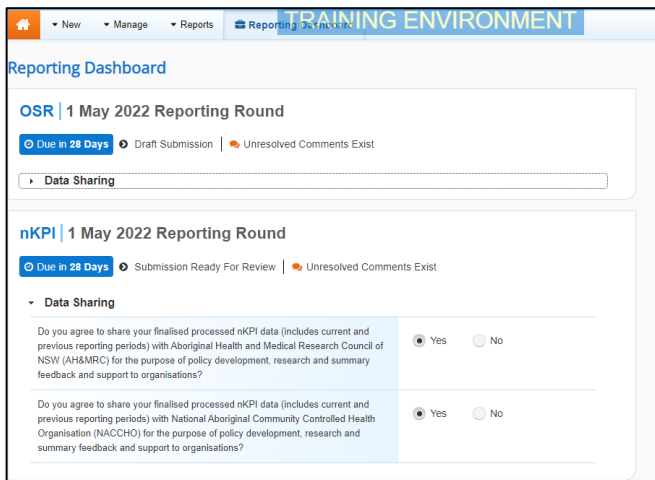 New Manage Reports Reporting Dashboard
TRAINING ENVIRONMENT
Reporting Dashboard
OSR | 1 May 2022 Reporting Round
Due in 28 Days Draft Submission | Unresolved Comments Exist
Data Sharing
nKPI | 1 May 2022 Reporting Round
Due in 28 Days Submission Ready For Review | Unresolved Comments Exist
Data Sharing
Do you agree to share your finalised processed nKPI data (includes current and
previous reporting periods) with Aboriginal Health and Medical Research Council of
NSW (AH&MRC) for the purpose of policy development, research and summary
feedback and support to organisations?
Yes No
Do you agree to share your finalised processed nKPI data (includes current and
previous reporting periods) with National Aboriginal Community Controlled Health
Organisation (NACCHO) for the purpose of policy development, research and
summary feedback and support to organisations?
Yes No